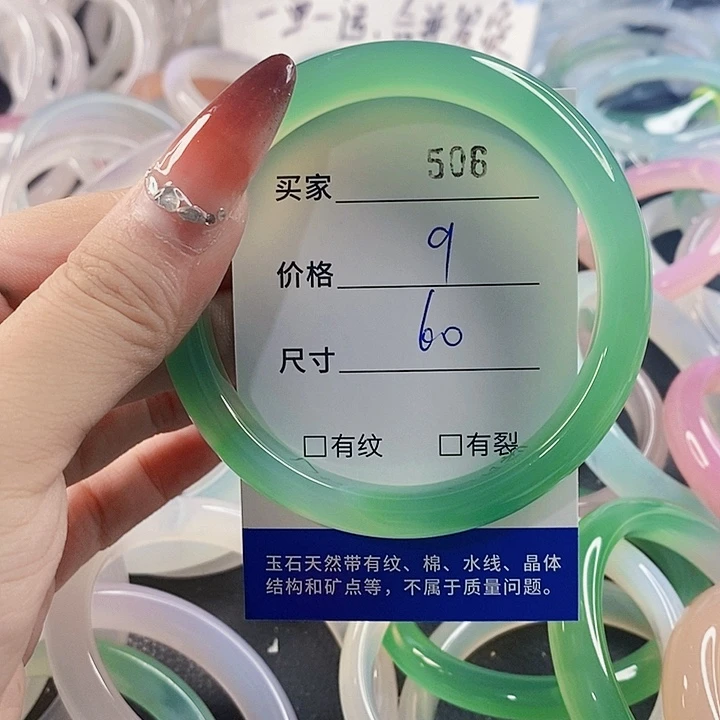 买家 506
价格 9
尺寸 60
□有纹 □有裂
玉石天然带有纹、棉、水线、晶体
结构和矿点等，不属于质量问题。